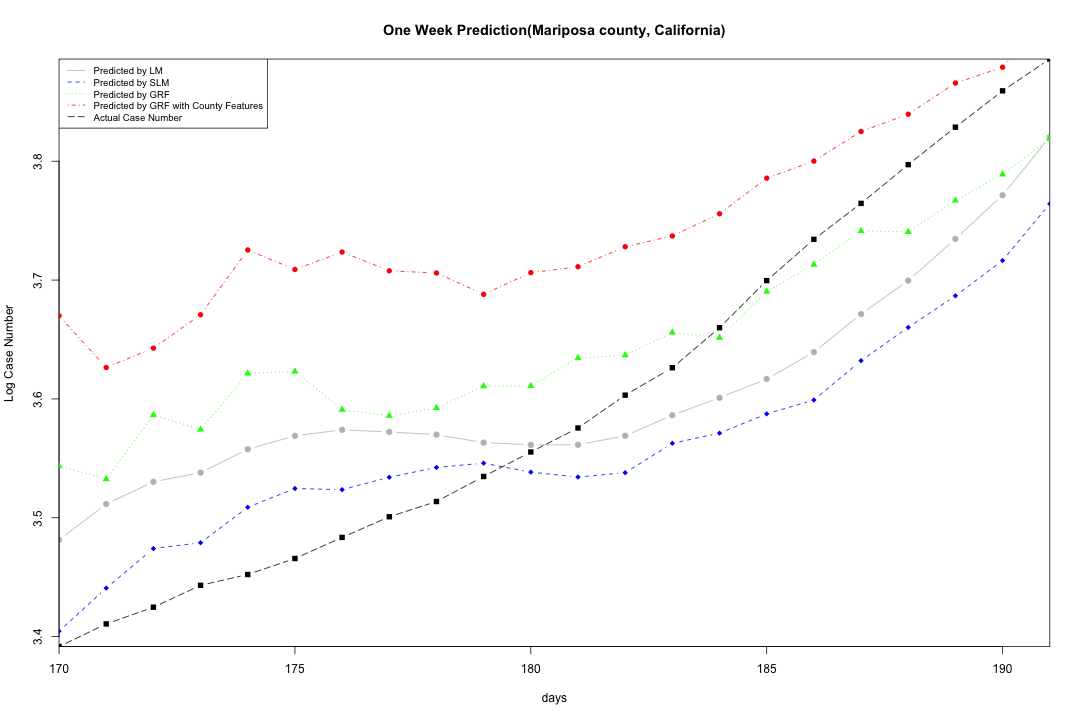 One Week Prediction(Mariposa county, California)
Predicted by LM
Predicted by SLM
Predicted by GRF
Predicted by GRF with County Features
Actual Case Number
Log Case Number
3.8
3.7
3.6
3.5
3.4
170 175 180 185 190
days